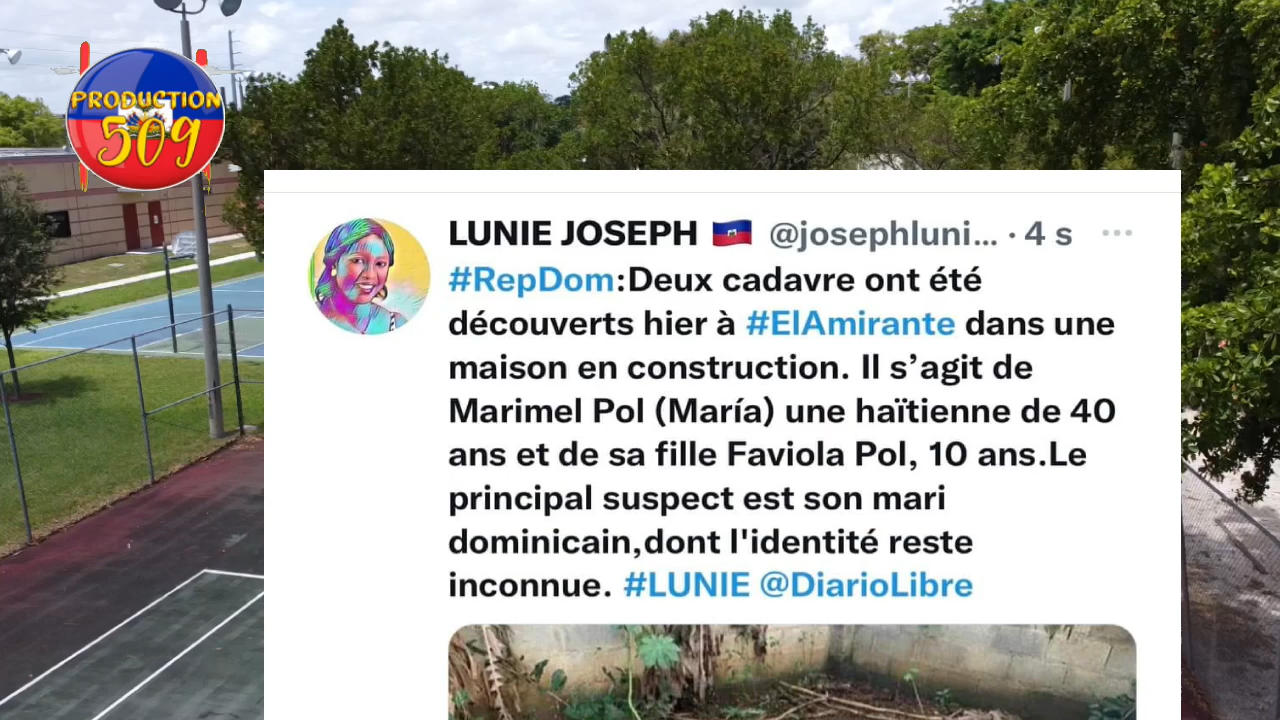 PRODUCTION
509
LUNIE JOSEPH 🇭🇹 @josephluni... · 4 s
#RepDom:Deux cadavre ont été
découverts hier à #ElAmirante dans une
maison en construction. Il s’agit de
Marimel Pol (María) une haïtienne de 40
ans et de sa fille Faviola Pol, 10 ans.Le
principal suspect est son mari
dominicain,dont l'identité reste
inconnue. #LUNIE @DiarioLibre